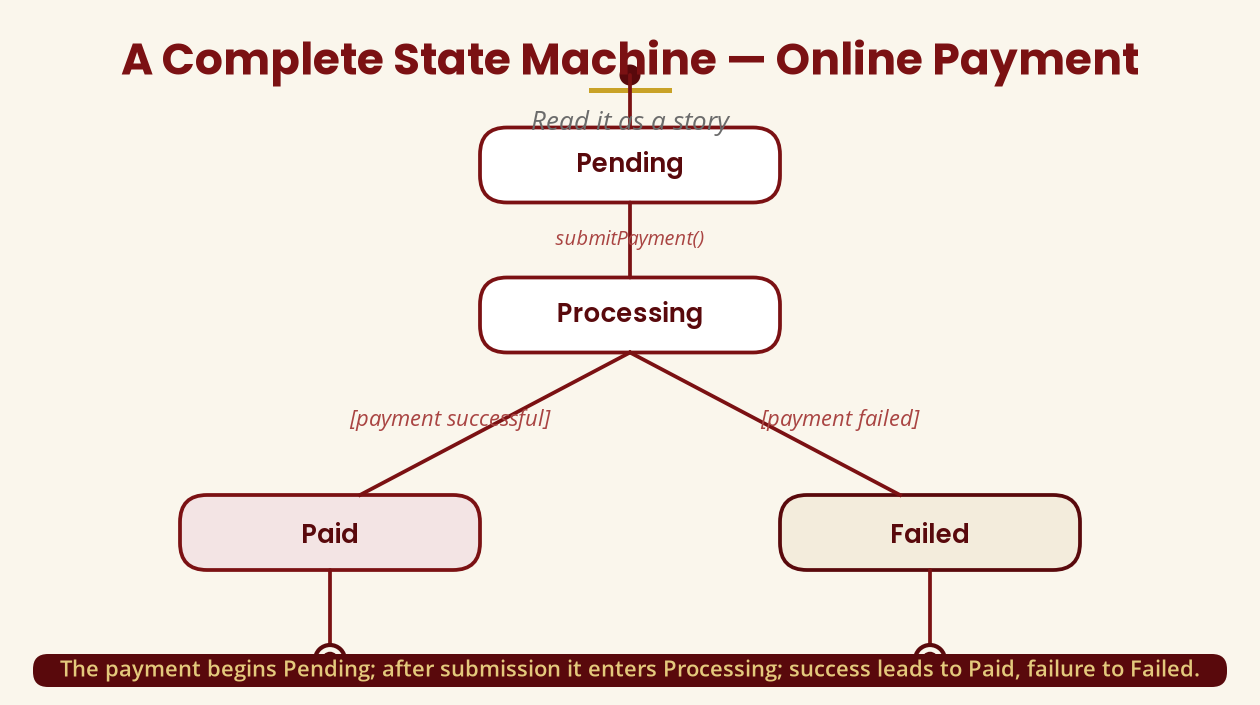 A Complete State Machine — Online Payment
Read it as a story
Pending
submitPayment()
Processing
[payment successful]
[payment failed]
Paid
Failed
The payment begins Pending; after submission it enters Processing; success leads to Paid, failure to Failed.